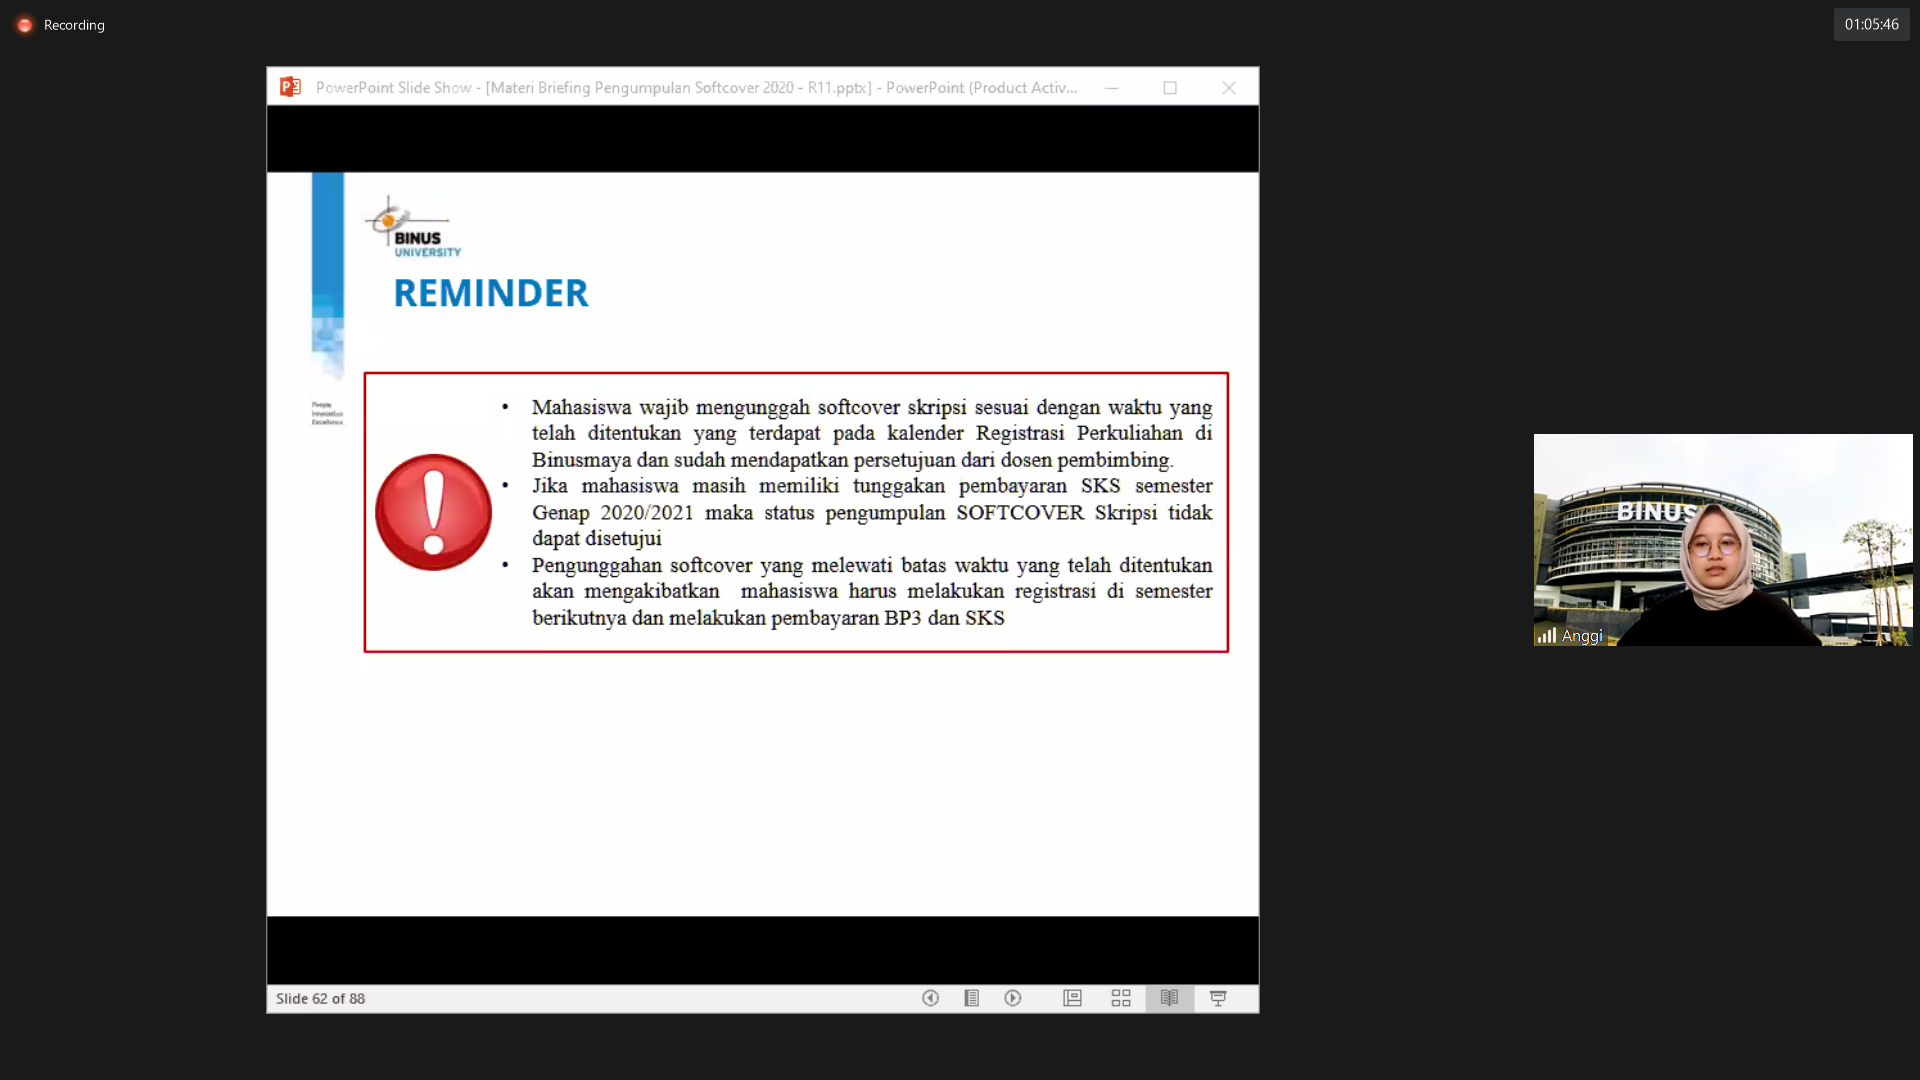 Recording
01:05:46
PowerPoint Slide Show - [Materi Briefing Pengumpulan Softcover 2020 - R11.pptx] - PowerPoint (Product Activ...
BINUS
UNIVERSITY
REMINDER
People
Innovation
Excellence
• Mahasiswa wajib mengunggah softcover skripsi sesuai dengan waktu yang
telah ditentukan yang terdapat pada kalender Registrasi Perkuliahan di
Binusmaya dan sudah mendapatkan persetujuan dari dosen pembimbing.
• Jika mahasiswa masih memiliki tunggakan pembayaran SKS semester
Genap 2020/2021 maka status pengumpulan SOFTCOVER Skripsi tidak
dapat disetujui
• Pengunggahan softcover yang melewati batas waktu yang telah ditentukan
akan mengakibatkan mahasiswa harus melakukan registrasi di semester
berikutnya dan melakukan pembayaran BP3 dan SKS
BINUS
Anggi
Slide 62 of 88